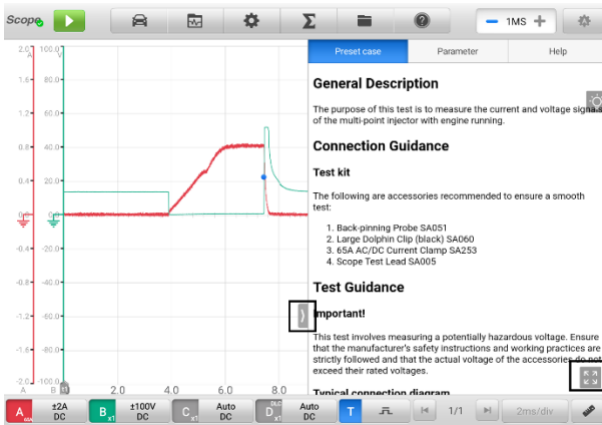 Scope
1MS
Preset case
Parameter
Help
2.0
A
100.0
V
1.6
80.0
1.2
60.0
0.8
40.0
0.4
20.0
0.0
0.0
-0.4
-20.0
-0.8
-40.0
-1.2
-60.0
-1.6
-80.0
-2.0
-100.0
A
B
2.0
4.0
6.0
8.0
General Description
The purpose of this test is to measure the current and voltage signals
of the multi-point injector with engine running.
Connection Guidance
Test kit
The following are accessories recommended to ensure a smooth
test:
1. Back-pinning Probe SA051
2. Large Dolphin Clip (black) SA060
3. 65A AC/DC Current Clamp SA253
4. Scope Test Lead SA005
Test Guidance
Important!
This test involves measuring a potentially hazardous voltage. Ensure
that the manufacturer's safety instructions and working practices are
strictly followed and that the actual voltage of the accessories do not
exceed their rated voltages.
Typical connection diagram
A
±2A
DC
B
x1
±100V
DC
C
x1
Auto
DC
D
x1
DLC
Auto
DC
T
1/1
2ms/div